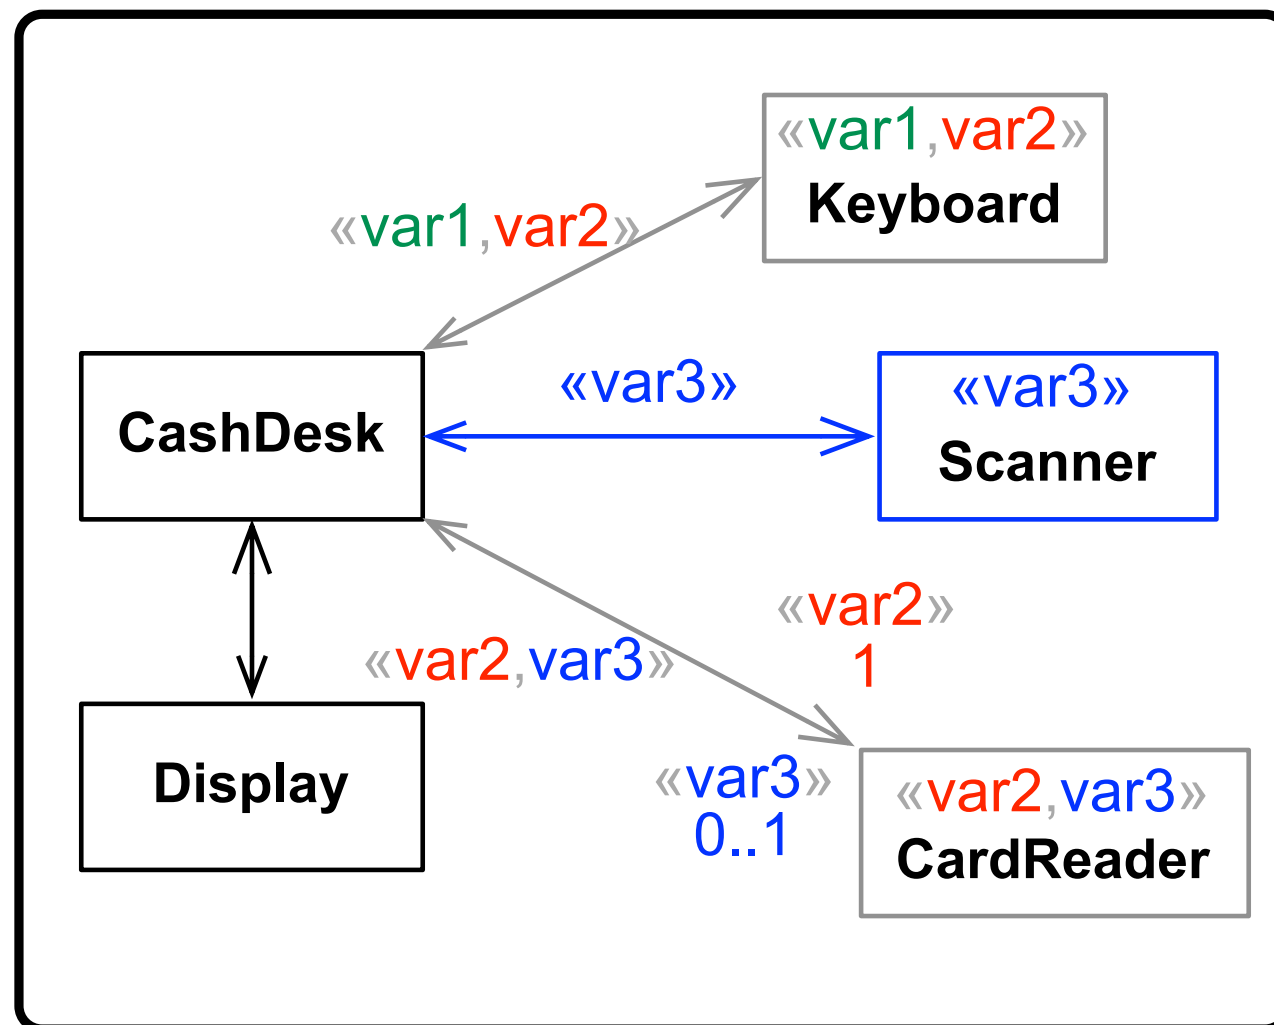 «var1,var2»
Keyboard
«var1,var2»
«var3»
«var3»
Scanner
CashDesk
«var2»
1
«var2,var3»
«var3»
0..1
«var2,var3»
CardReader
Display